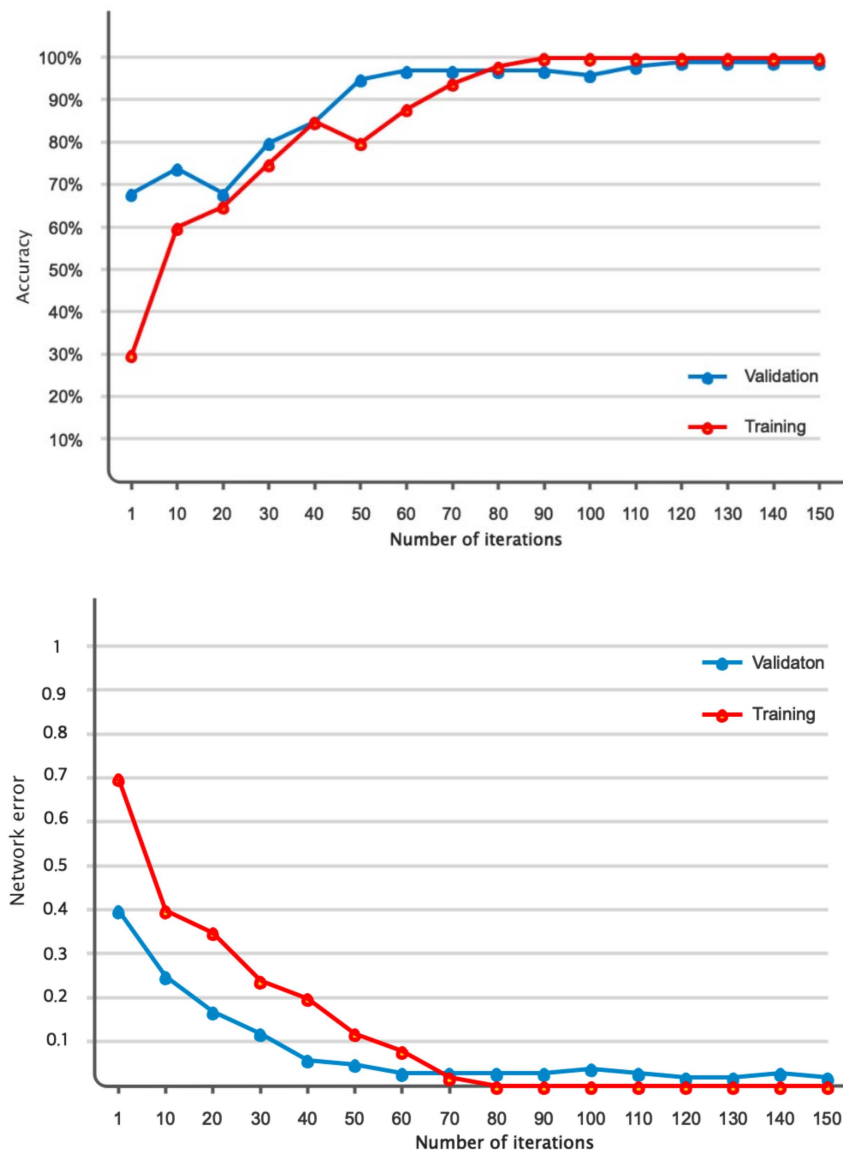 100%
90%
80%
70%
60%
50%
40%
30%
20%
10%
Accuracy
Validation
Training
1 10 20 30 40 50 60 70 80 90 100 110 120 130 140 150
Number of iterations
1
0.9
0.8
0.7
0.6
0.5
0.4
0.3
0.2
0.1
Network error
Validaton
Training
1 10 20 30 40 50 60 70 80 90 100 110 120 130 140 150
Number of iterations